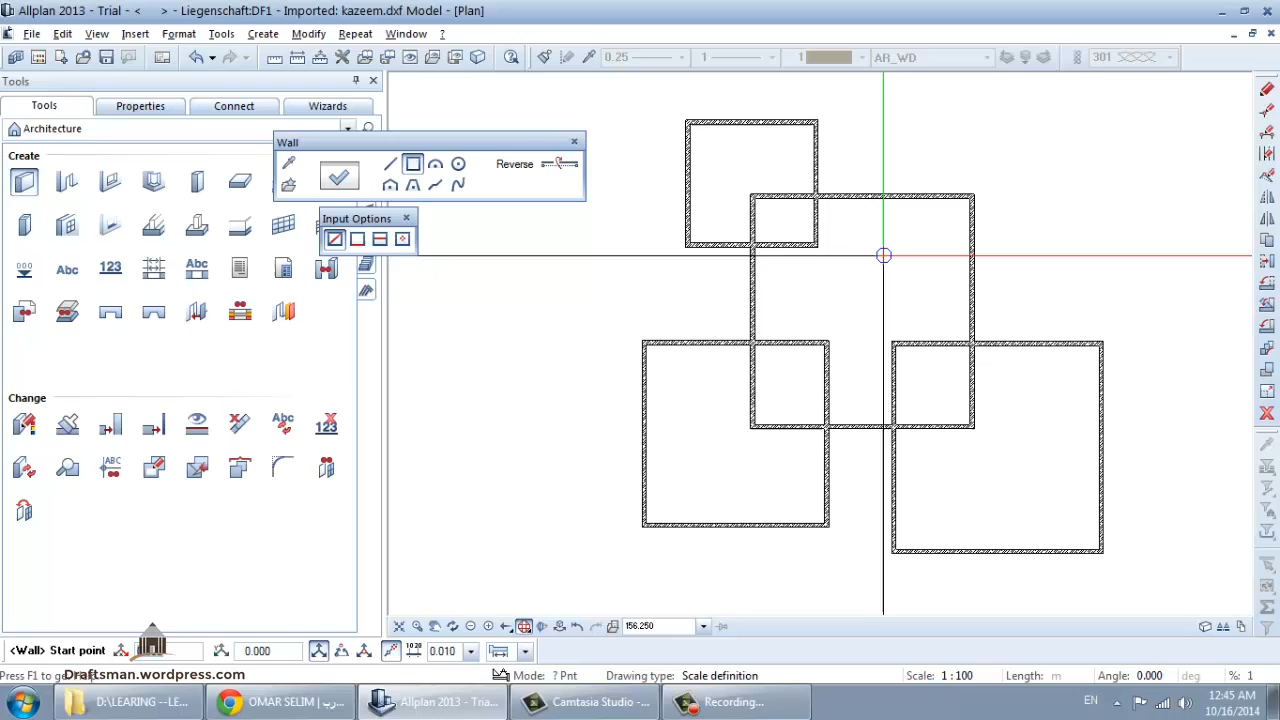 Allplan 2013 - Trial - < > - Liegenschaft:DF1 - Imported: kazeem.dxf Model - [Plan]
File Edit View Insert Format Tools Create Modify Repeat Window ?
0.25 1 1 AR_WD 301
Tools
Tools Properties Connect Wizards
Architecture
Wall
Create
Reverse
Input Options
Abc 123 Abc
Change
Abc 123
ABC
156.250
<Wall> Start point 0.000 0.010
Press F1 to ge
Draftsman.wordpress.com
Mode: ? Pnt Drawing type: Scale definition Scale: 1 : 100 Length: m Angle: 0.000 deg %: 1
D:\LEARING --LE... OMAR SELIM | ... Allplan 2013 - Tria... Camtasia Studio -... Recording... EN 12:45 AM
10/16/2014